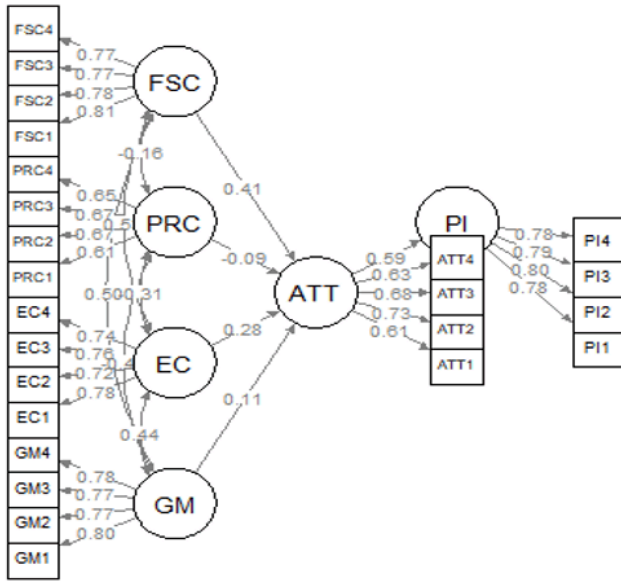 FSC4
FSC3
FSC2
FSC1
PRC4
PRC3
PRC2
PRC1
EC4
EC3
EC2
EC1
GM4
GM3
GM2
GM1
0.77
0.77
0.78
0.81
FSC
-0.16
0.41
0.65
0.67
0.67
0.61
PRC
-0.09
0.50
0.74
0.76
0.72
0.78
EC
0.28
0.44
0.11
0.78
0.77
0.77
0.80
GM
ATT
0.59
0.63
0.68
0.73
0.61
PI
ATT4
ATT3
ATT2
ATT1
0.78
0.79
0.80
0.78
PI4
PI3
PI2
PI1